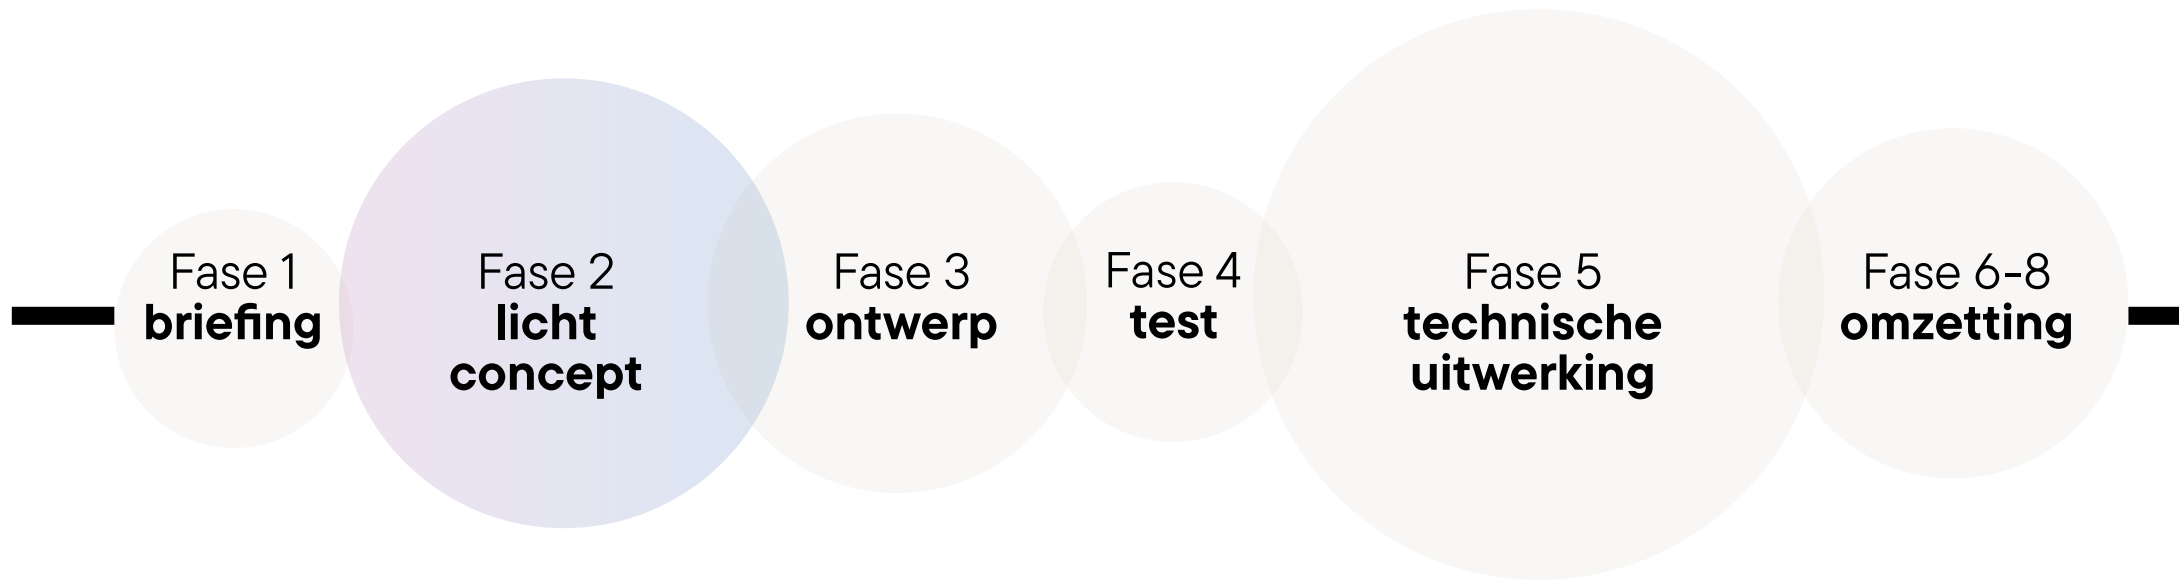 Fase 1
briefing
Fase 2
licht
concept
Fase 3
ontwerp
Fase 4
test
Fase 5
technische
uitwerking
Fase 6-8
omzetting